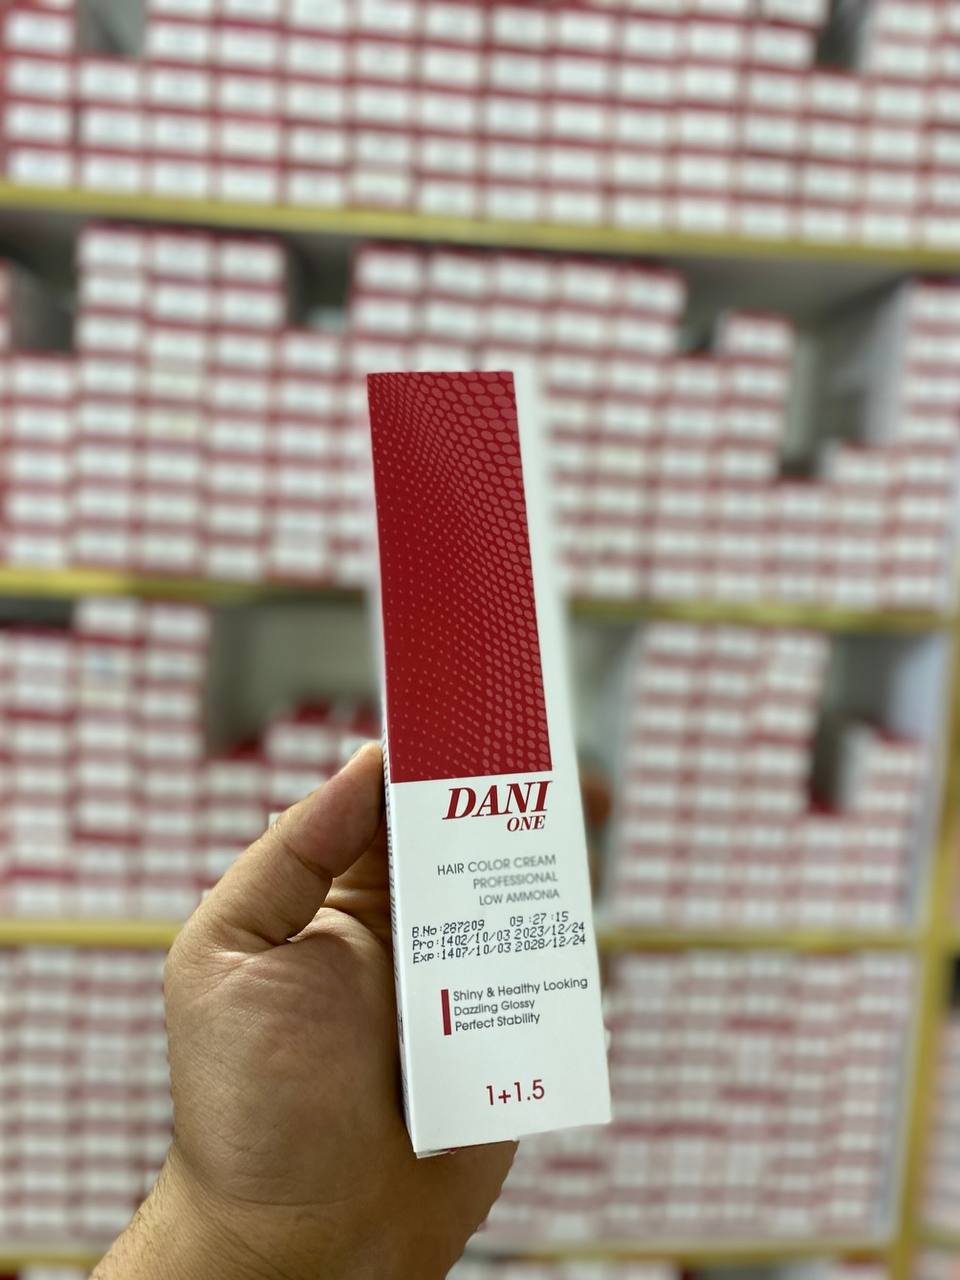 DANI
ONE
HAIR COLOR CREAM
PROFESSIONAL
LOW AMMONIA
B.No:287209 09:27:15
Pro:1402/10/03 2023/12/24
Exp:1407/10/03 2028/12/24
Shiny & Healthy Looking
Dazzling Glossy
Perfect Stability
1+1.5